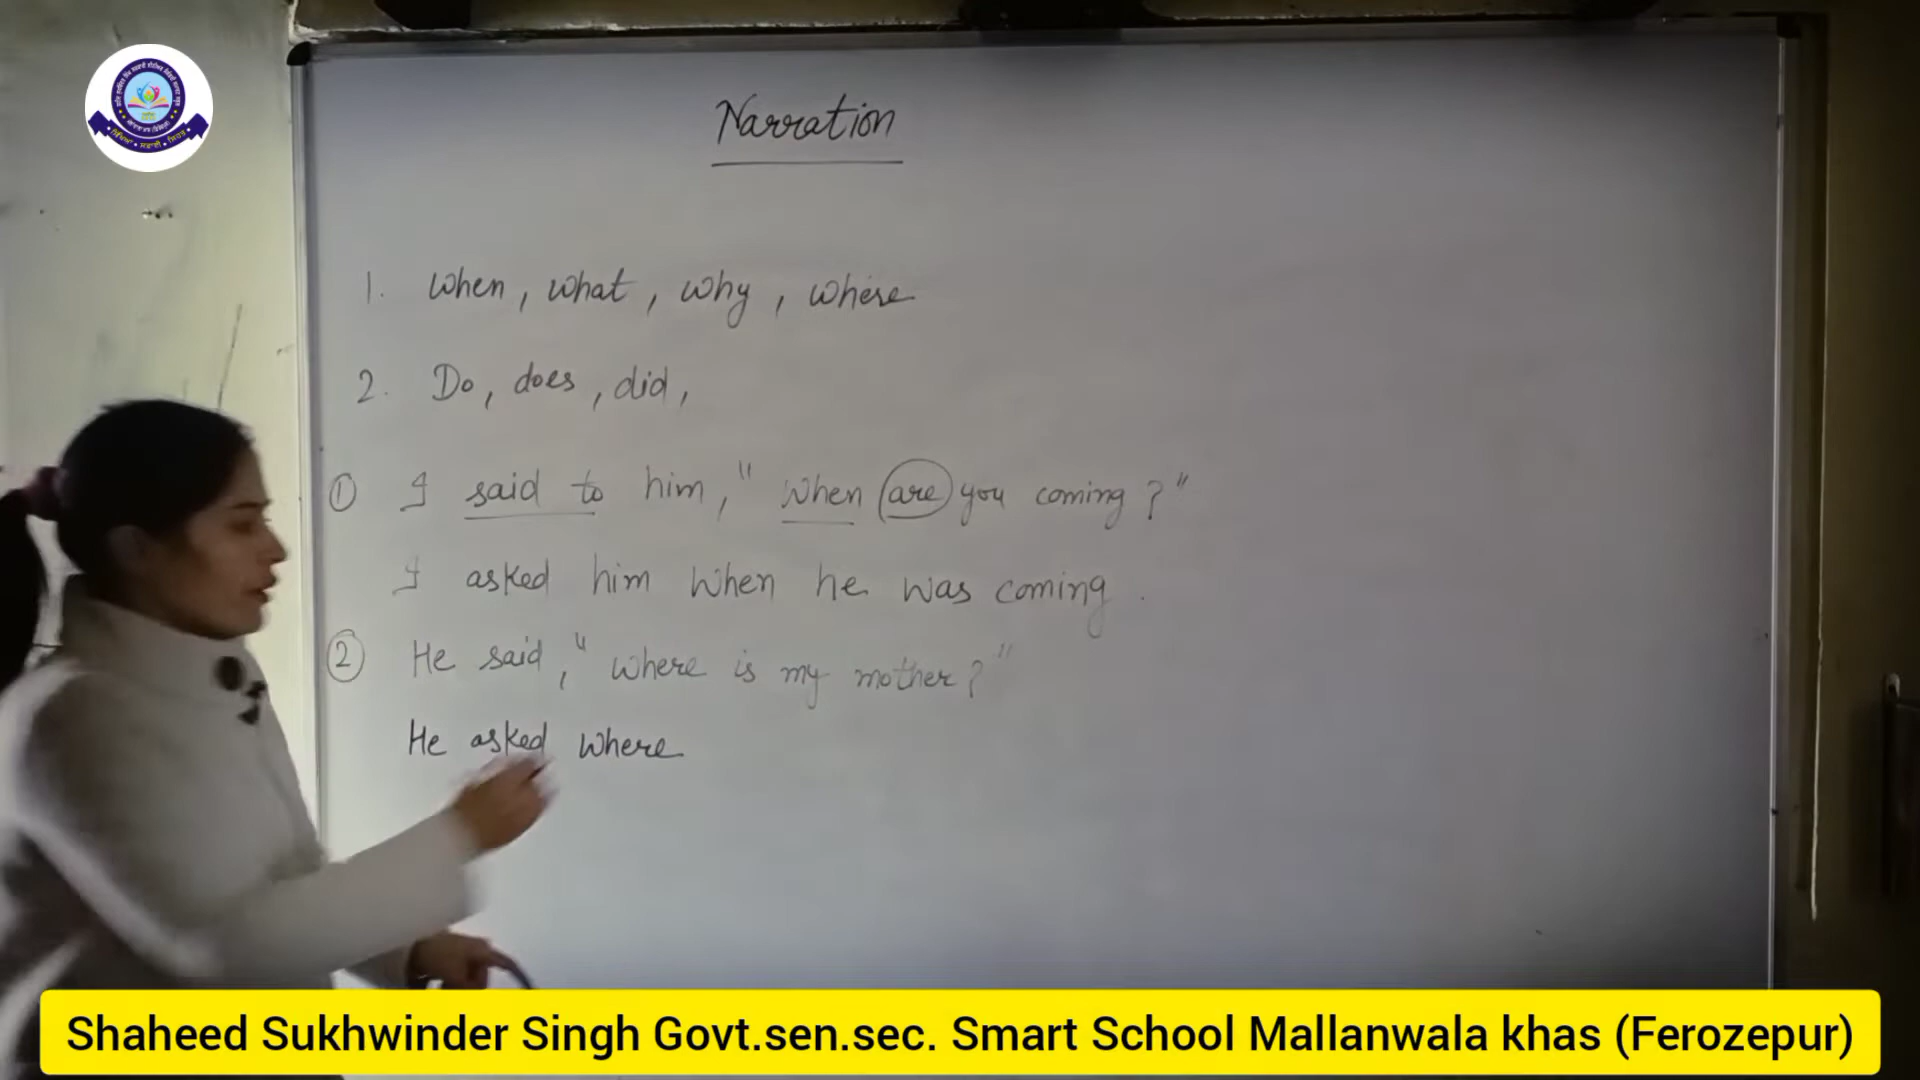 Narration
1. When, what, why, where
2. Do, does, did,
① I said to him," When are you coming?"
I asked him when he was coming.
② He said," Where is my mother?"
He asked where
Shaheed Sukhwinder Singh Govt.sen.sec. Smart School Mallanwala khas (Ferozepur)